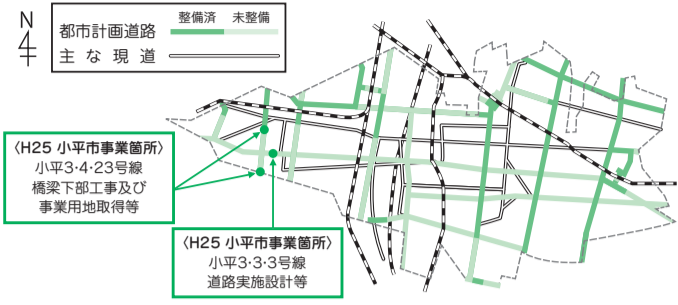 N
都市計画道路 整備済 未整備
主な現道
〈H25 小平市事業箇所〉
小平3・4・23号線
橋梁下部工事及び
事業用地取得等
〈H25 小平市事業箇所〉
小平3・3・3号線
道路実施設計等